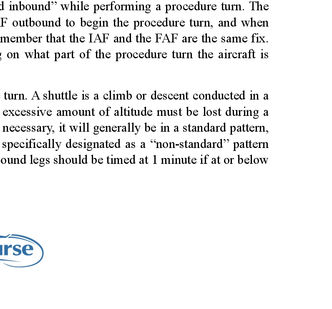 d inbound” while performing a procedure turn. The
F outbound to begin the procedure turn, and when
member that the IAF and the FAF are the same fix.
g on what part of the procedure turn the aircraft is
turn. A shuttle is a climb or descent conducted in a
excessive amount of altitude must be lost during a
necessary, it will generally be in a standard pattern,
specifically designated as a “non-standard” pattern
ound legs should be timed at 1 minute if at or below
urse